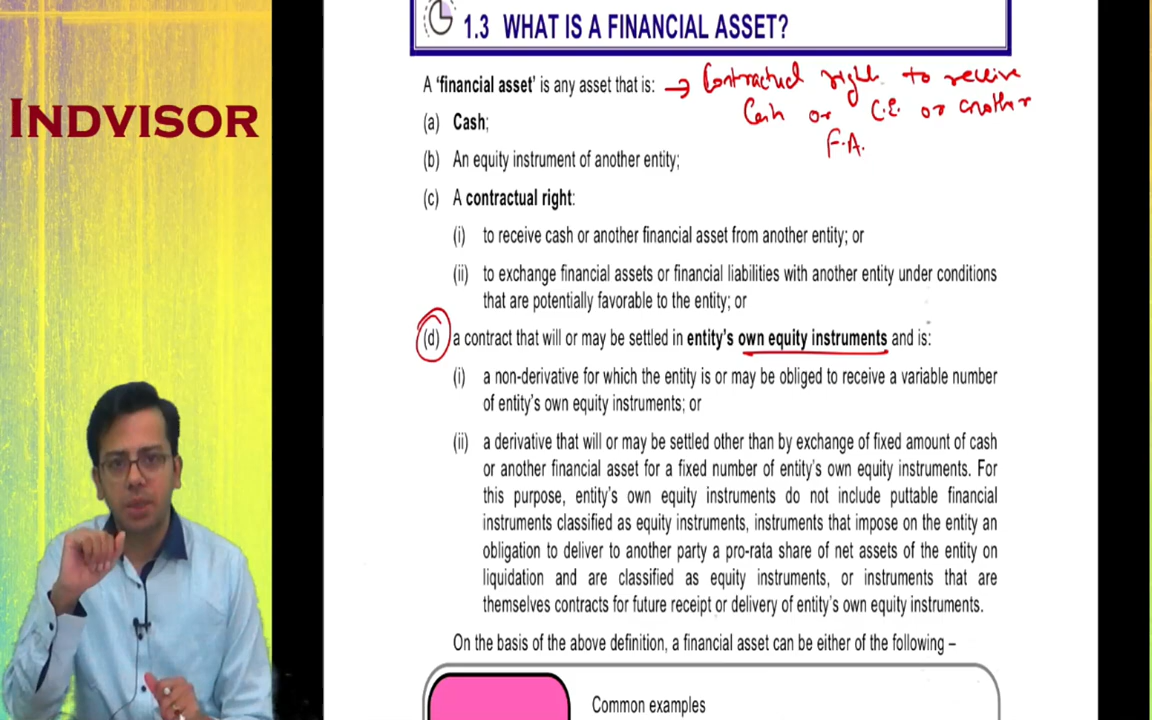 INDVISOR
1.3 WHAT IS A FINANCIAL ASSET?
A 'financial asset' is any asset that is: → Contractual right to receive
Cash or C.E. or another
F.A.
(a) Cash;
(b) An equity instrument of another entity;
(c) A contractual right:
(i) to receive cash or another financial asset from another entity; or
(ii) to exchange financial assets or financial liabilities with another entity under conditions
that are potentially favorable to the entity; or
(d) a contract that will or may be settled in entity's own equity instruments and is:
(i) a non-derivative for which the entity is or may be obliged to receive a variable number
of entity's own equity instruments; or
(ii) a derivative that will or may be settled other than by exchange of fixed amount of cash
or another financial asset for a fixed number of entity's own equity instruments. For
this purpose, entity's own equity instruments do not include puttable financial
instruments classified as equity instruments, instruments that impose on the entity an
obligation to deliver to another party a pro-rata share of net assets of the entity on
liquidation and are classified as equity instruments, or instruments that are
themselves contracts for future receipt or delivery of entity's own equity instruments.
On the basis of the above definition, a financial asset can be either of the following –
Common examples